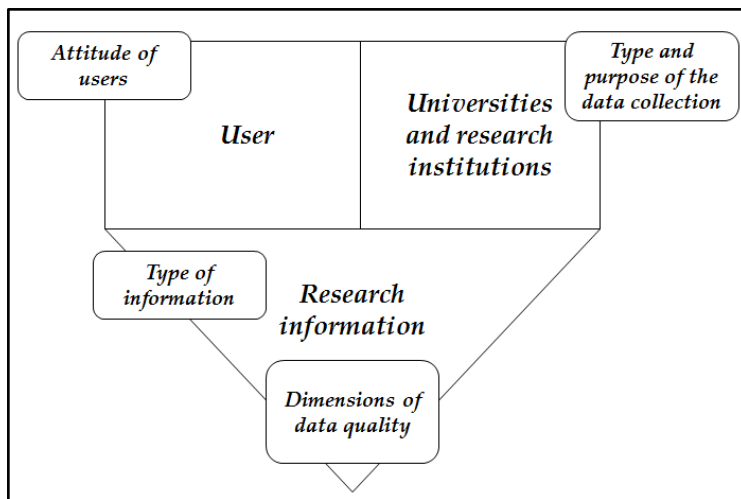 Attitude of
users
User
Universities
and research
institutions
Type and
purpose of the
data collection
Type of
information
Research
information
Dimensions of
data quality